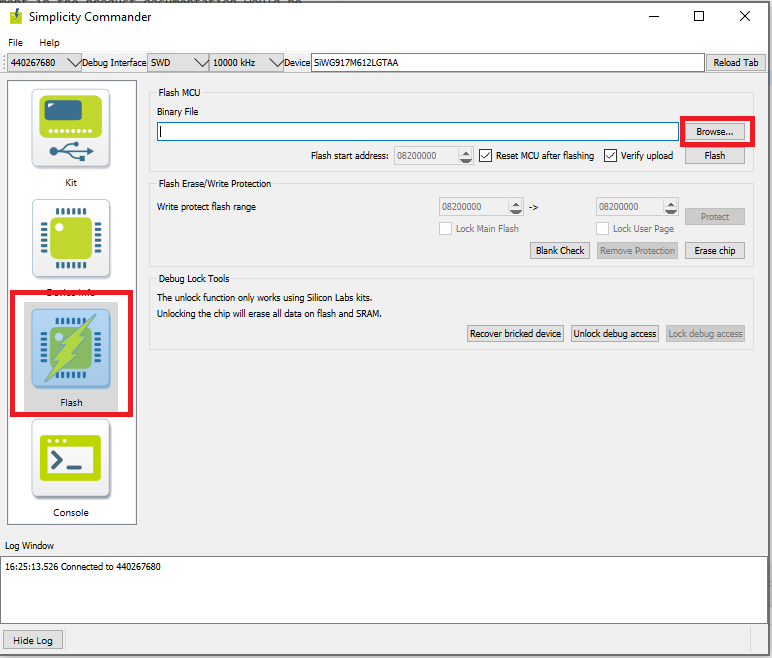 Simplicity Commander
File Help
440267680 Debug Interface SWD 10000 kHz Device SiWG917M612LGTAA Reload Tab
Kit
Flash
Console
Flash MCU
Binary File
Browse...
Flash start address: 08200000 Reset MCU after flashing Verify upload Flash
Flash Erase/Write Protection
Write protect flash range 08200000 -> 08200000 Protect
Lock Main Flash Lock User Page
Blank Check Remove Protection Erase chip
Debug Lock Tools
The unlock function only works using Silicon Labs kits.
Unlocking the chip will erase all data on flash and SRAM.
Recover bricked device Unlock debug access Lock debug access
Log Window
16:25:13.526 Connected to 440267680
Hide Log